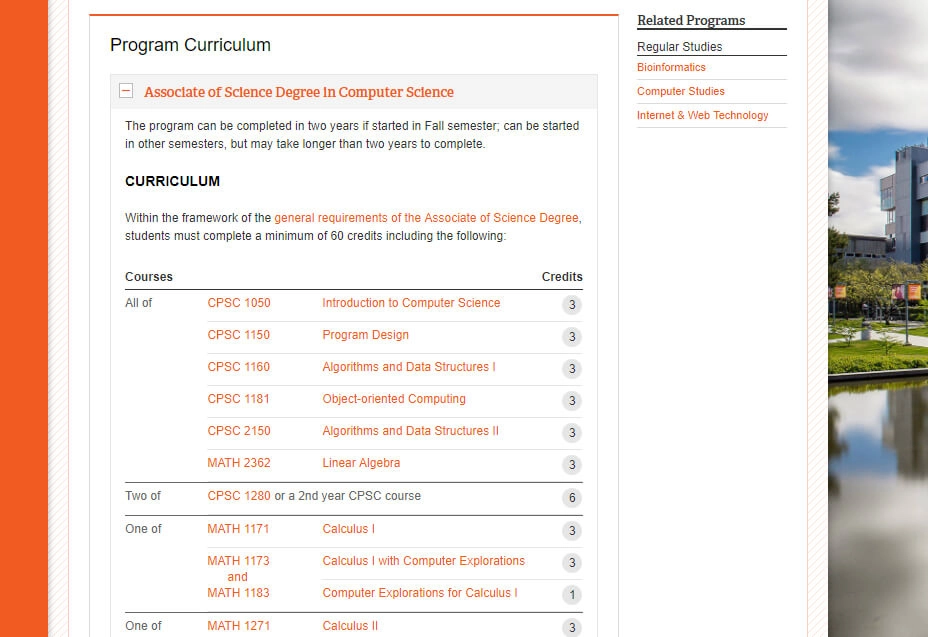 Program Curriculum
Associate of Science Degree in Computer Science
The program can be completed in two years if started in Fall semester; can be started
in other semesters, but may take longer than two years to complete.
CURRICULUM
Within the framework of the general requirements of the Associate of Science Degree,
students must complete a minimum of 60 credits including the following:
Courses Credits
All of CPSC 1050 Introduction to Computer Science 3
CPSC 1150 Program Design 3
CPSC 1160 Algorithms and Data Structures I 3
CPSC 1181 Object-oriented Computing 3
CPSC 2150 Algorithms and Data Structures II 3
MATH 2362 Linear Algebra 3
Two of CPSC 1280 or a 2nd year CPSC course 6
One of MATH 1171 Calculus I 3
MATH 1173 Calculus I with Computer Explorations 3
and
MATH 1183 Computer Explorations for Calculus I 1
One of MATH 1271 Calculus II 3
Related Programs
Regular Studies
Bioinformatics
Computer Studies
Internet & Web Technology